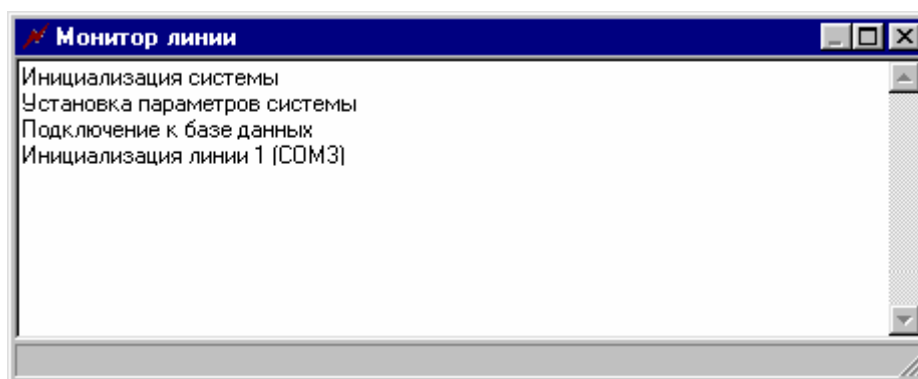 Монитор линии
Инициализация системы
Установка параметров системы
Подключение к базе данных
Инициализация линии 1 (COM3)